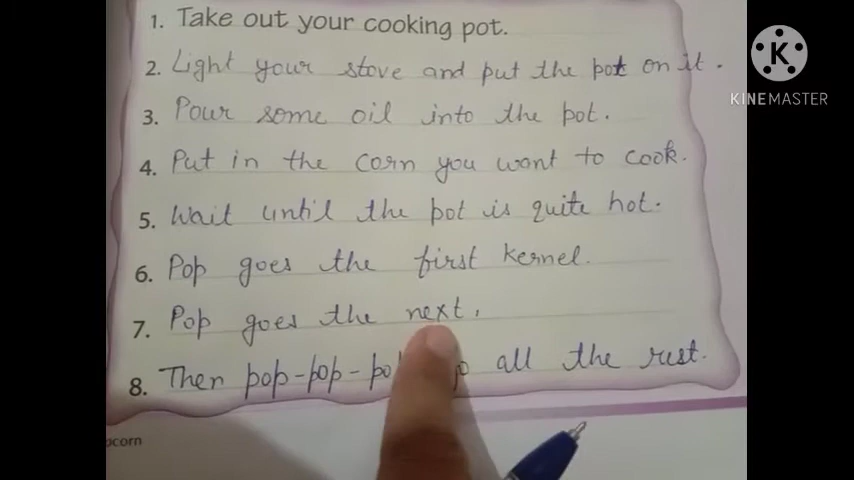 1. Take out your cooking pot.
2. Light your stove and put the pot on it.
3. Pour some oil into the pot.
4. Put in the corn you want to cook.
5. Wait until the pot is quite hot.
6. Pop goes the first kernel.
7. Pop goes the next.
8. Then pop-pop- all the rest.
K
KINEMASTER